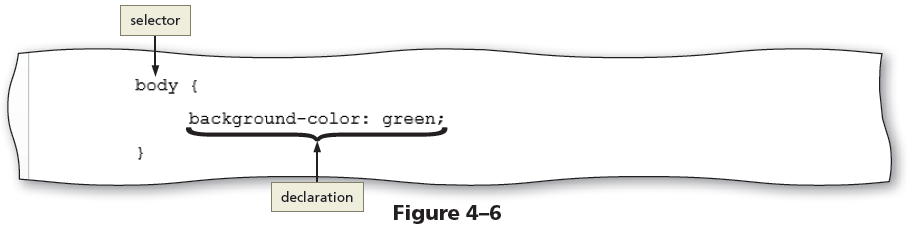 selector
body {
background-color: green;
}
declaration
Figure 4–6